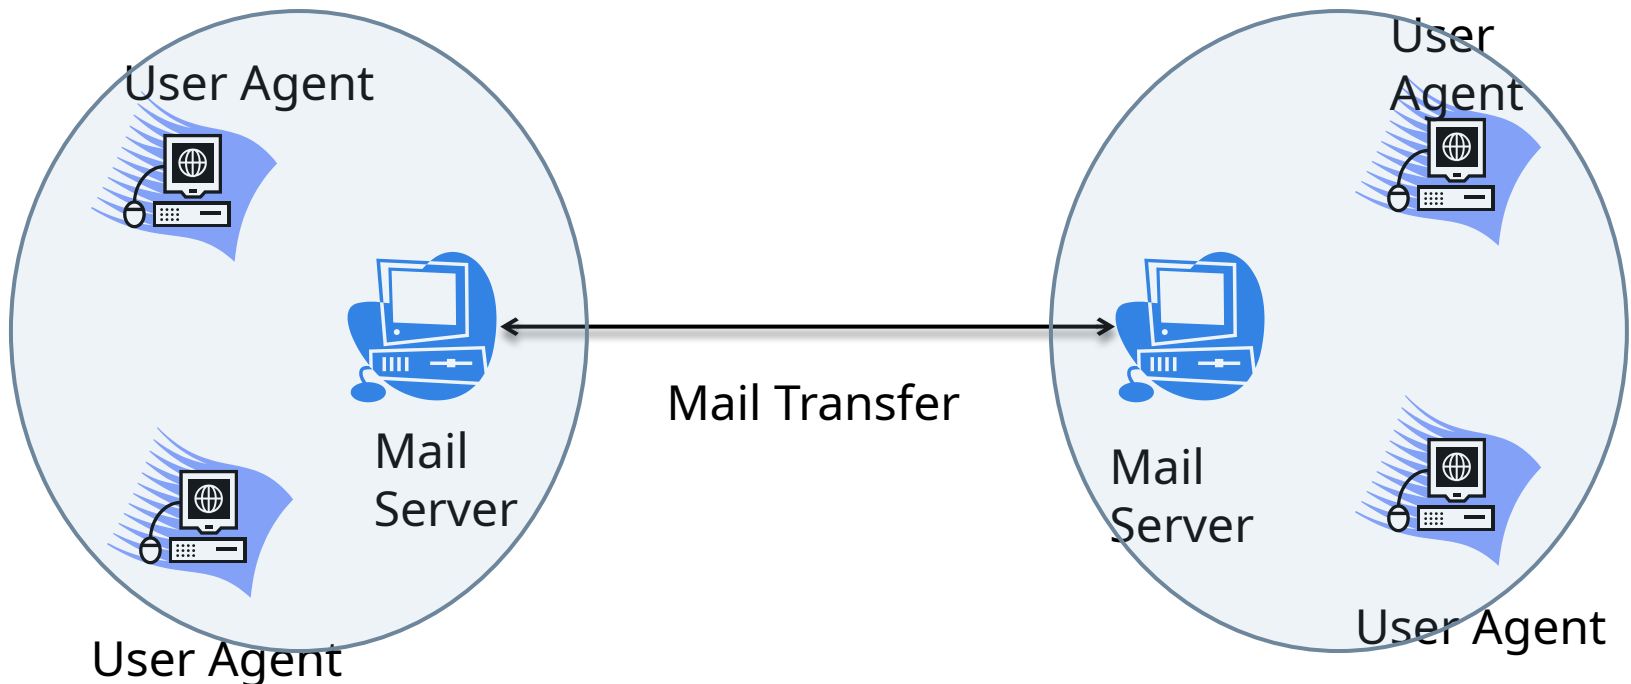 User Agent
Mail
Server
User Agent
Mail Transfer
User
Agent
Mail
Server
User Agent